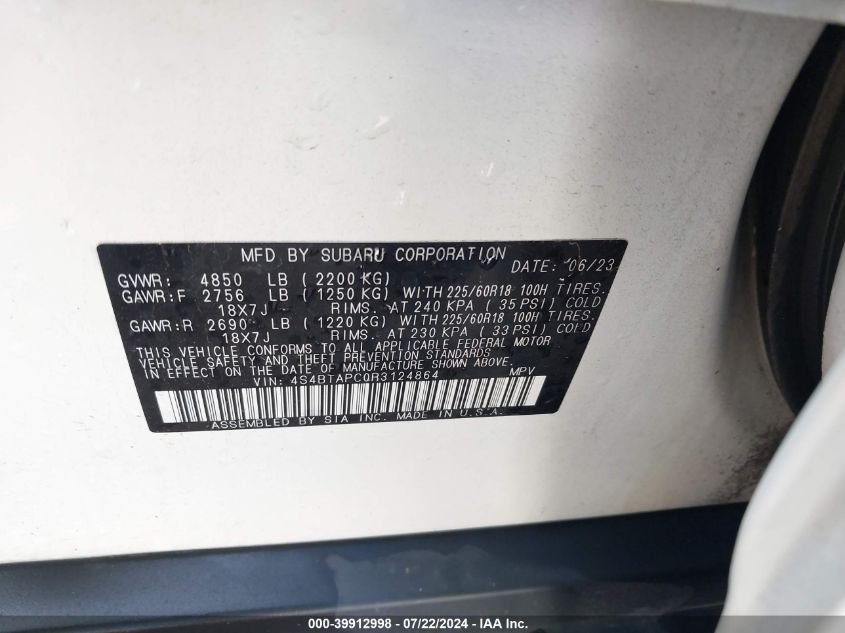 MFD BY SUBARU CORPORATION DATE: 06/23
GVWR: 4850 LB (2200 KG)
GAWR:F 2756 LB (1250 KG) WITH 225/60R18 100H TIRES.
18X7J RIMS. AT 240 KPA (35 PSI) COLD
GAWR:R 2690 LB (1220 KG) WITH 225/60R18 100H TIRES.
18X7J RIMS. AT 230 KPA (33 PSI) COLD
THIS VEHICLE CONFORMS TO ALL APPLICABLE FEDERAL MOTOR
VEHICLE SAFETY AND THEFT PREVENTION STANDARDS
IN EFFECT ON THE DATE OF MANUFACTURE SHOWN ABOVE.
VIN: 4S4BTAPC0R3124864 MPV
ASSEMBLED BY SIA INC. MADE IN U.S.A.
000-39912998 - 07/22/2024 - IAA Inc.